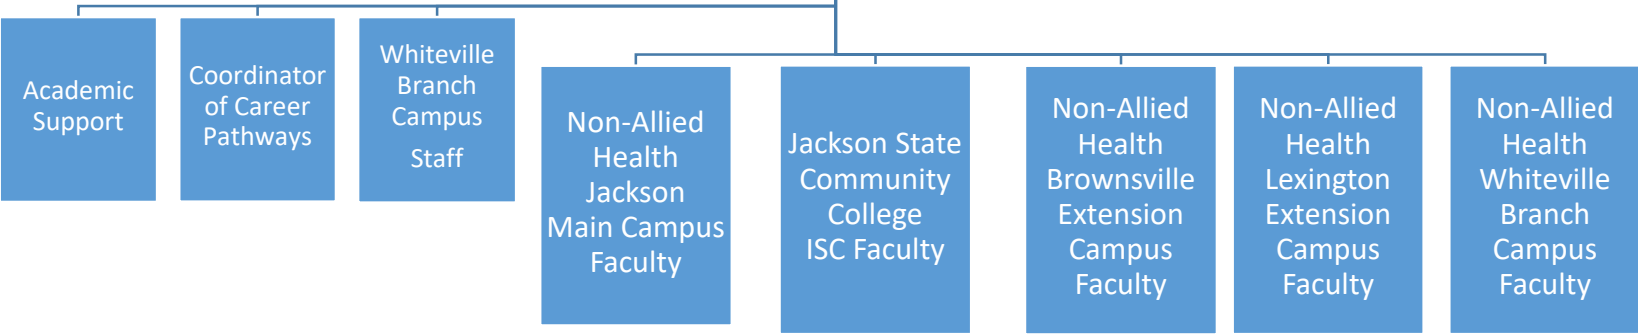 Academic
Support
Coordinator
of Career
Pathways
Whiteville
Branch
Campus
Staff
Non-Allied
Health
Jackson
Main Campus
Faculty
Jackson State
Community
College
ISC Faculty
Non-Allied
Health
Brownsville
Extension
Campus
Faculty
Non-Allied
Health
Lexington
Extension
Campus
Faculty
Non-Allied
Health
Whiteville
Branch
Campus
Faculty